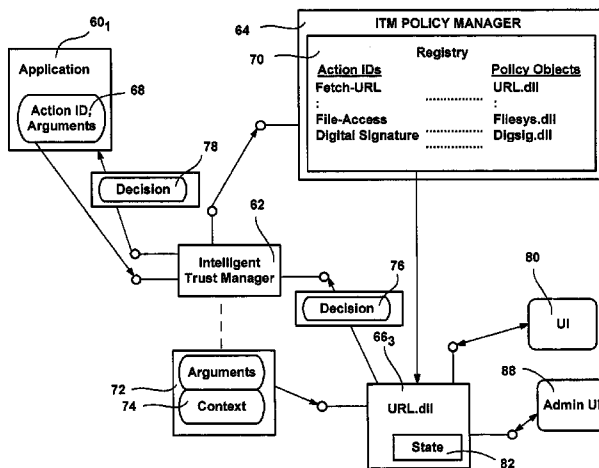 64
ITM POLICY MANAGER
70
Registry
Action IDs Policy Objects
Fetch-URL URL.dll
: :
File-Access Filesys.dll
Digital Signature Digsig.dll
60₁
Application
68
Action ID,
Arguments
78
Decision
62
Intelligent
Trust Manager
76
Decision
80
UI
72
Arguments
74
Context
66₃
URL.dll
State
82
88
Admin UI